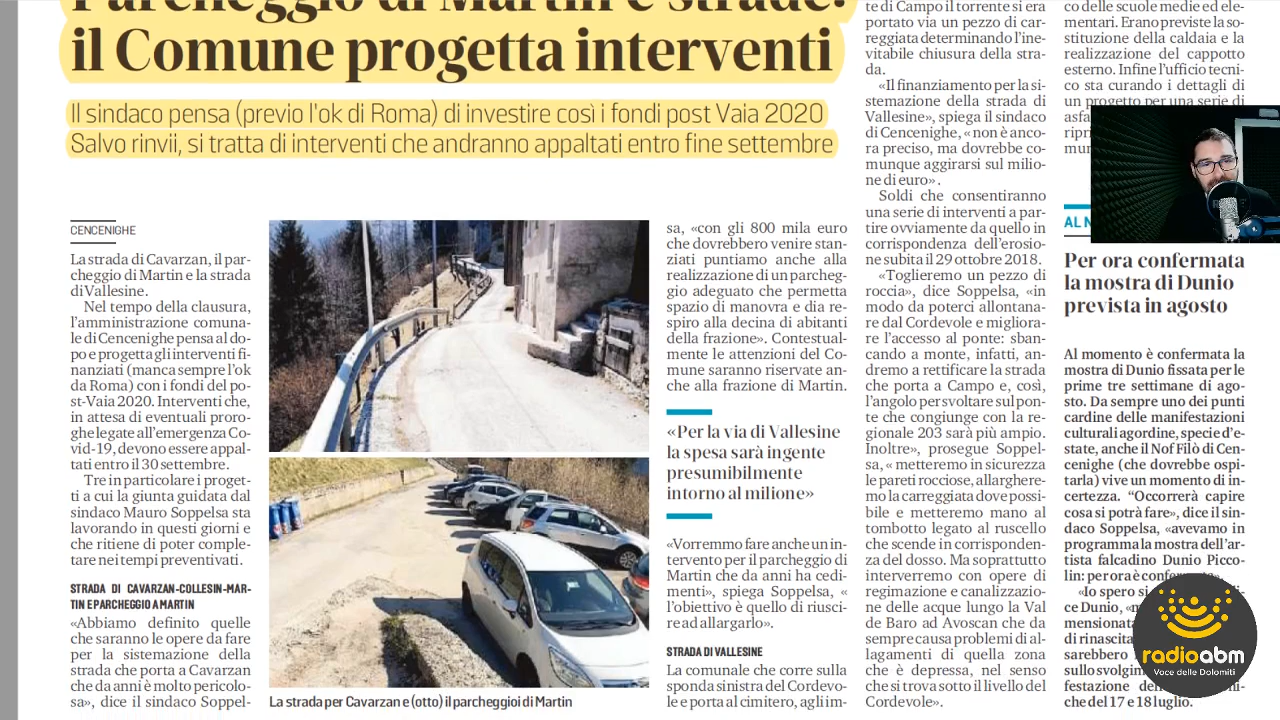 Parcheggio di Martin e strade:
il Comune progetta interventi
Il sindaco pensa (previo l'ok di Roma) di investire così i fondi post Vaia 2020
Salvo rinvii, si tratta di interventi che andranno appaltati entro fine settembre
CENCENIGHE
La strada di Cavarzan, il par-
cheggio di Martin e la strada
di Vallesine.
Nel tempo della clausura,
l'amministrazione comuna-
le di Cencenighe pensa al do-
po e progetta gli interventi fi-
nanziati (manca sempre l'ok
da Roma) con i fondi del po-
st-Vaia 2020. Interventi che,
in attesa di eventuali proro-
ghe legate all'emergenza Co-
vid-19, devono essere appal-
tati entro il 30 settembre.
Tre in particolare i proget-
ti a cui la giunta guidata dal
sindaco Mauro Soppelsa sta
lavorando in questi giorni e
che ritiene di poter comple-
tare nei tempi preventivati.
STRADA DI CAVARZAN-COLLESIN-MAR-
TIN E PARCHEGGIO A MARTIN
«Abbiamo definito quelle
che saranno le opere da fare
per la sistemazione della
strada che porta a Cavarzan
che da anni è molto pericolo-
sa», dice il sindaco Soppel-
La strada per Cavarzan e (otto) il parcheggioi di Martin
sa, «con gli 800 mila euro
che dovrebbero venire stan-
ziati puntiamo anche alla
realizzazione di un parcheg-
gio adeguato che permetta
spazio di manovra e dia re-
spiro alla decina di abitanti
della frazione». Contestual-
mente le attenzioni del Co-
mune saranno riservate an-
che alla frazione di Martin.
«Per la via di Vallesine
la spesa sarà ingente
presumibilmente
intorno al milione»
«Vorremmo fare anche un in-
tervento per il parcheggio di
Martin che da anni ha cedi-
menti», spiega Soppelsa, «
l'obiettivo è quello di riusci-
re ad allargarlo».
STRADA DI VALLESINE
La comunale che corre sulla
sponda sinistra del Cordevo-
le e porta al cimitero, agli im-
te di Campo il torrente si era
portato via un pezzo di car-
reggiata determinando l'ine-
vitabile chiusura della stra-
da.
«Il finanziamento per la si-
stemazione della strada di
Vallesine», spiega il sindaco
di Cencenighe, « non è anco-
ra preciso, ma dovrebbe co-
munque aggirarsi sul milio-
ne di euro».
Soldi che consentiranno
una serie di interventi a par-
tire ovviamente da quello in
corrispondenza dell'erosio-
ne subita il 29 ottobre 2018.
«Toglieremo un pezzo di
roccia», dice Soppelsa, «in
modo da poterci allontana-
re dal Cordevole e migliora-
re l'accesso al ponte: sban-
cando a monte, infatti, an-
dremo a rettificare la strada
che porta a Campo e, così,
l'angolo per svoltare sul pon-
te che congiunge con la re-
gionale 203 sarà più ampio.
Inoltre», prosegue Soppel-
sa, « metteremo in sicurezza
le pareti rocciose, allarghere-
mo la carreggiata dove possi-
bile e metteremo mano al
tombotto legato al ruscello
che scende in corrisponden-
za del dosso. Ma soprattutto
interverremo con opere di
regimazione e canalizzazio-
ne delle acque lungo la Val
de Baro ad Avoscan che da
sempre causa problemi di al-
lagamenti di quella zona
che è depressa, nel senso
che si trova sotto il livello del
Cordevole».
co delle scuole medie ed ele-
mentari. Erano previste la so-
stituzione della caldaia e la
realizzazione del cappotto
esterno. Infine l'ufficio tecni-
co sta curando i dettagli di
un progetto per una serie di
asfa
ripri
mun
AL N
Per ora confermata
la mostra di Dunio
prevista in agosto
Al momento è confermata la
mostra di Dunio fissata per le
prime tre settimane di ago-
sto. Da sempre uno dei punti
cardine delle manifestazioni
culturali agordine, specie d'e-
state, anche il Nof Filò di Cen-
cenighe (che dovrebbe ospi-
tarla) vive un momento di in-
certezza. "Occorrerà capire
cosa si potrà fare», dice il sin-
daco Soppelsa, «avevamo in
programma la mostra dell'ar-
tista falcadino Dunio Picco-
lin: per ora è confermata».
«Io spero si
ce Dunio, «
mensionata
di rinascita
sarebbero
sullo svolgim
festazione
che del 17 e 18 luglio.
radioabm
Voce delle Dolomiti